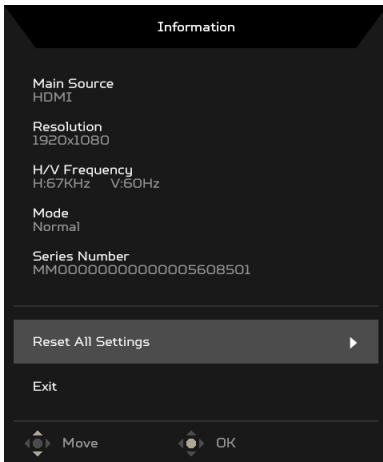 Information
Main Source
HDMI
Resolution
1920x1080
H/V Frequency
H:67KHz V:60Hz
Mode
Normal
Series Number
MM00000000000005608501
Reset All Settings
Exit
Move OK